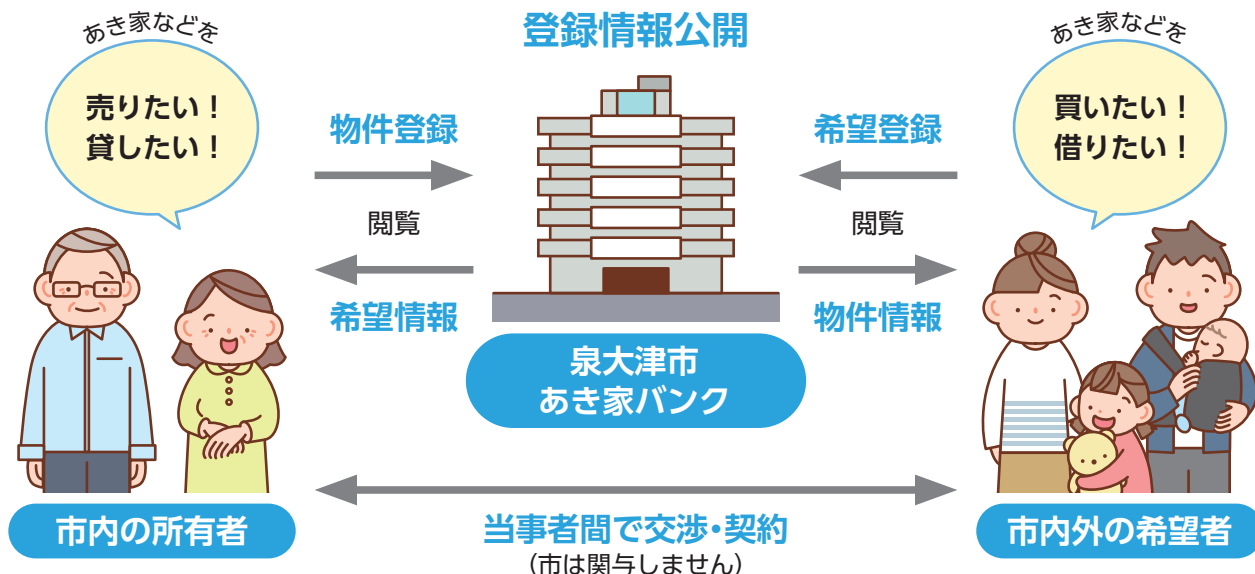 登録情報公開
あき家などを
売りたい！
貸したい！
物件登録
閲覧
希望情報
泉大津市
あき家バンク
あき家などを
買いたい！
借りたい！
希望登録
閲覧
物件情報
市内の所有者
当事者間で交渉・契約
（市は関与しません）
市内外の希望者